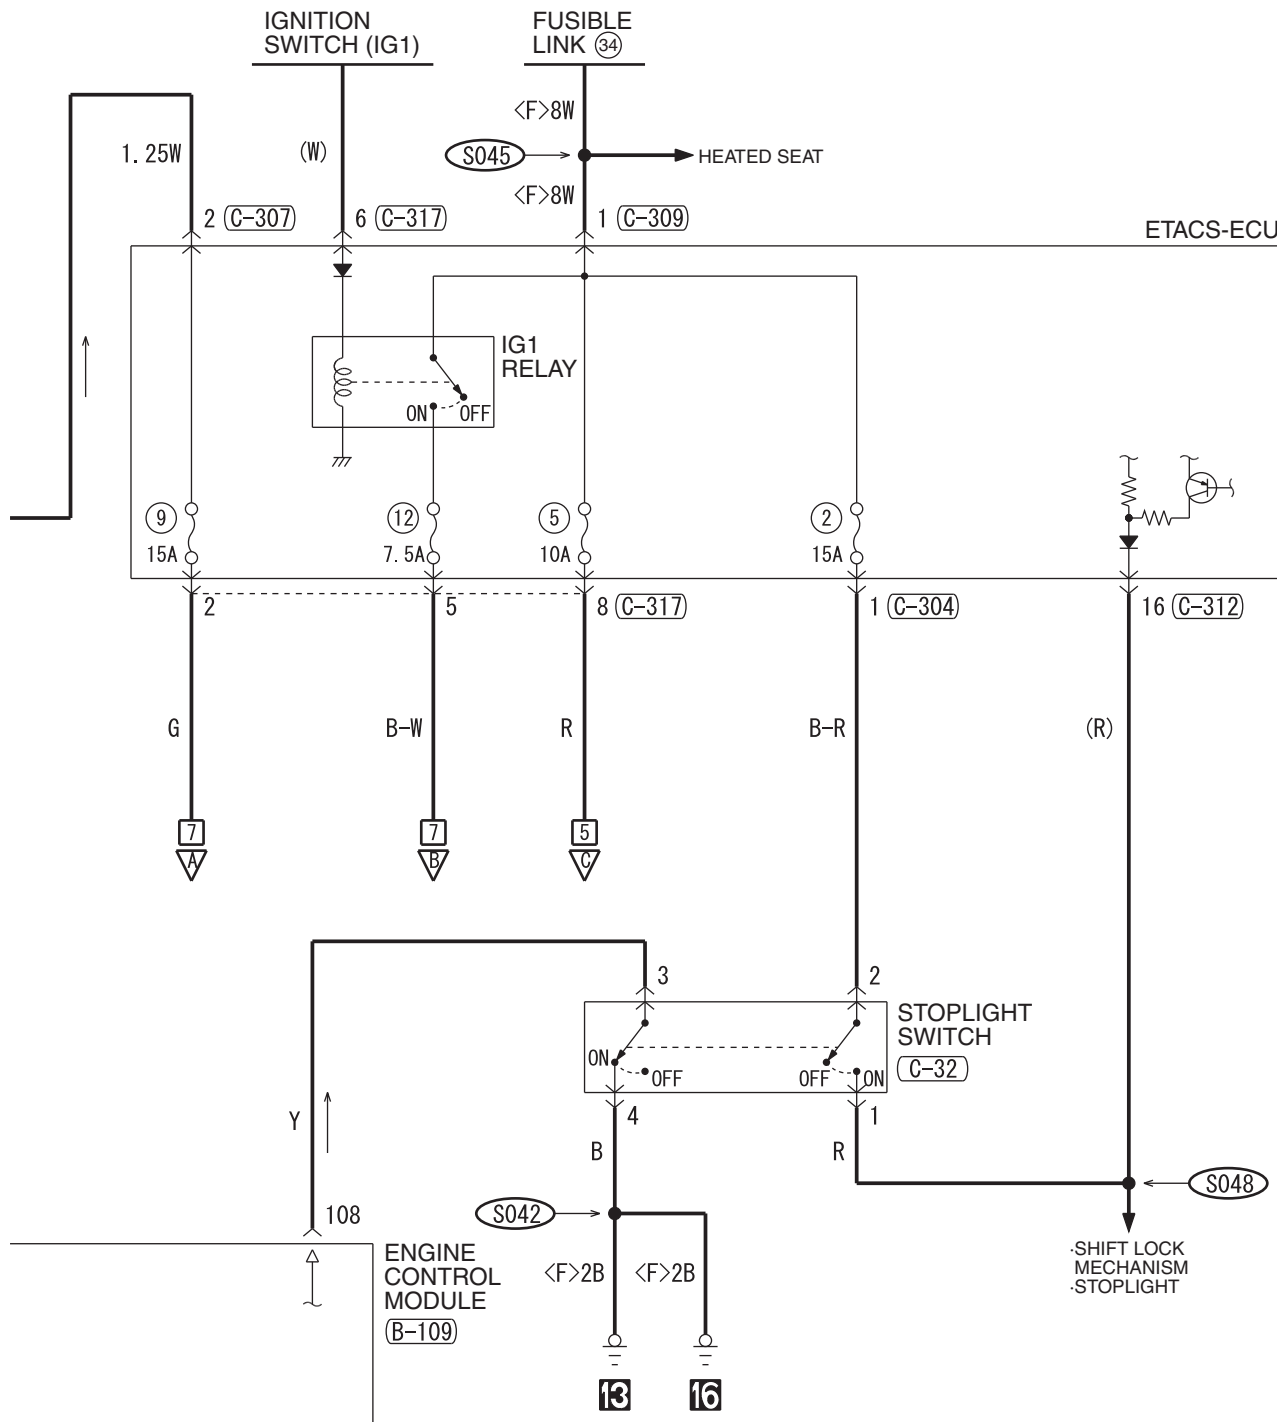 IGNITION
SWITCH (IG1)
FUSIBLE
LINK 34
<F>8W
1.25W
(W)
S045
HEATED SEAT
<F>8W
2 C-307
6 C-317
1 C-309
ETACS-ECU
IG1
RELAY
ON
OFF
9
15A
12
7.5A
5
10A
2
15A
2
5
8 C-317
1 C-304
16 C-312
G
B-W
R
B-R
(R)
7
7
5
A
B
C
3
2
STOPLIGHT
SWITCH
C-32
ON
OFF
OFF
ON
4
1
Y
B
R
S042
S048
108
ENGINE
CONTROL
MODULE
B-109
<F>2B
<F>2B
·SHIFT LOCK
MECHANISM
·STOPLIGHT
13
16